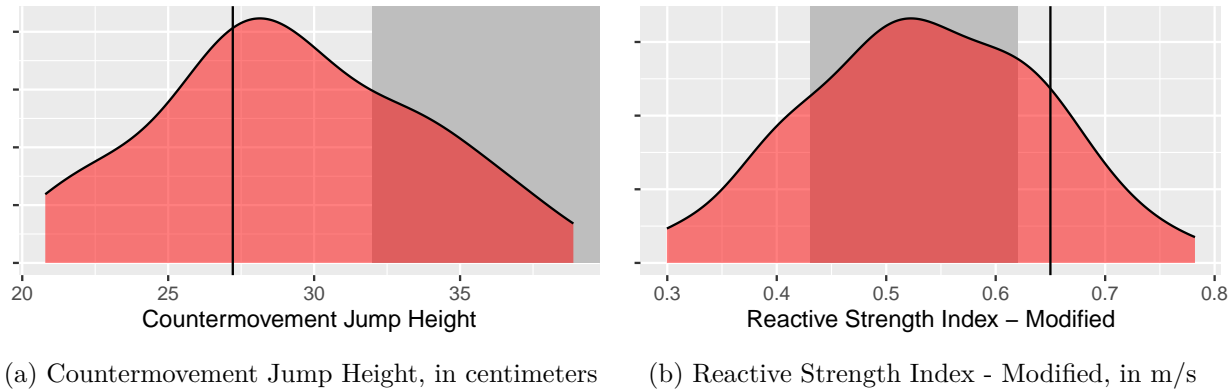 20 25 30 35
Countermovement Jump Height
(a) Countermovement Jump Height, in centimeters
0.3 0.4 0.5 0.6 0.7 0.8
Reactive Strength Index – Modified
(b) Reactive Strength Index - Modified, in m/s